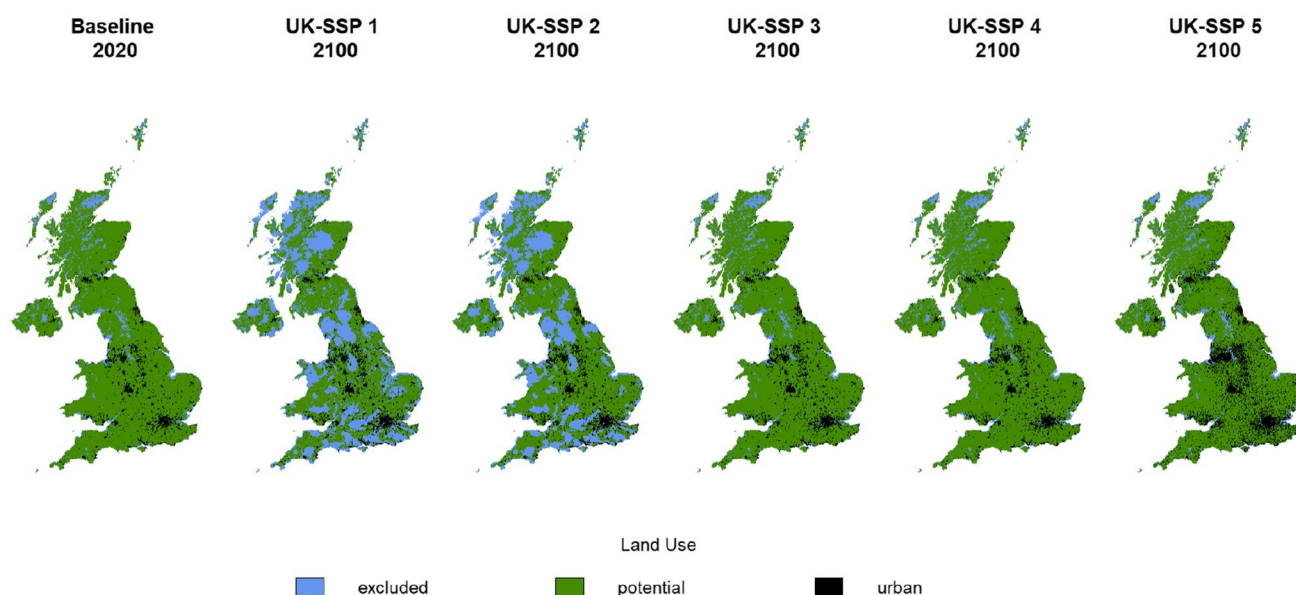 Baseline
2020
UK-SSP 1
2100
UK-SSP 2
2100
UK-SSP 3
2100
UK-SSP 4
2100
UK-SSP 5
2100
Land Use
excluded
potential
urban